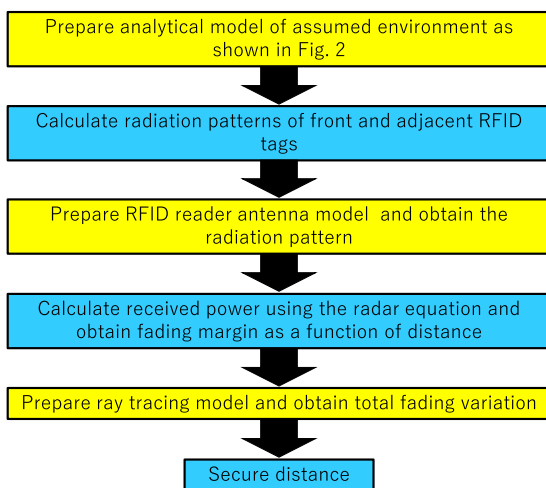 Prepare analytical model of assumed environment as
shown in Fig. 2
Calculate radiation patterns of front and adjacent RFID
tags
Prepare RFID reader antenna model and obtain the
radiation pattern
Calculate received power using the radar equation and
obtain fading margin as a function of distance
Prepare ray tracing model and obtain total fading variation
Secure distance